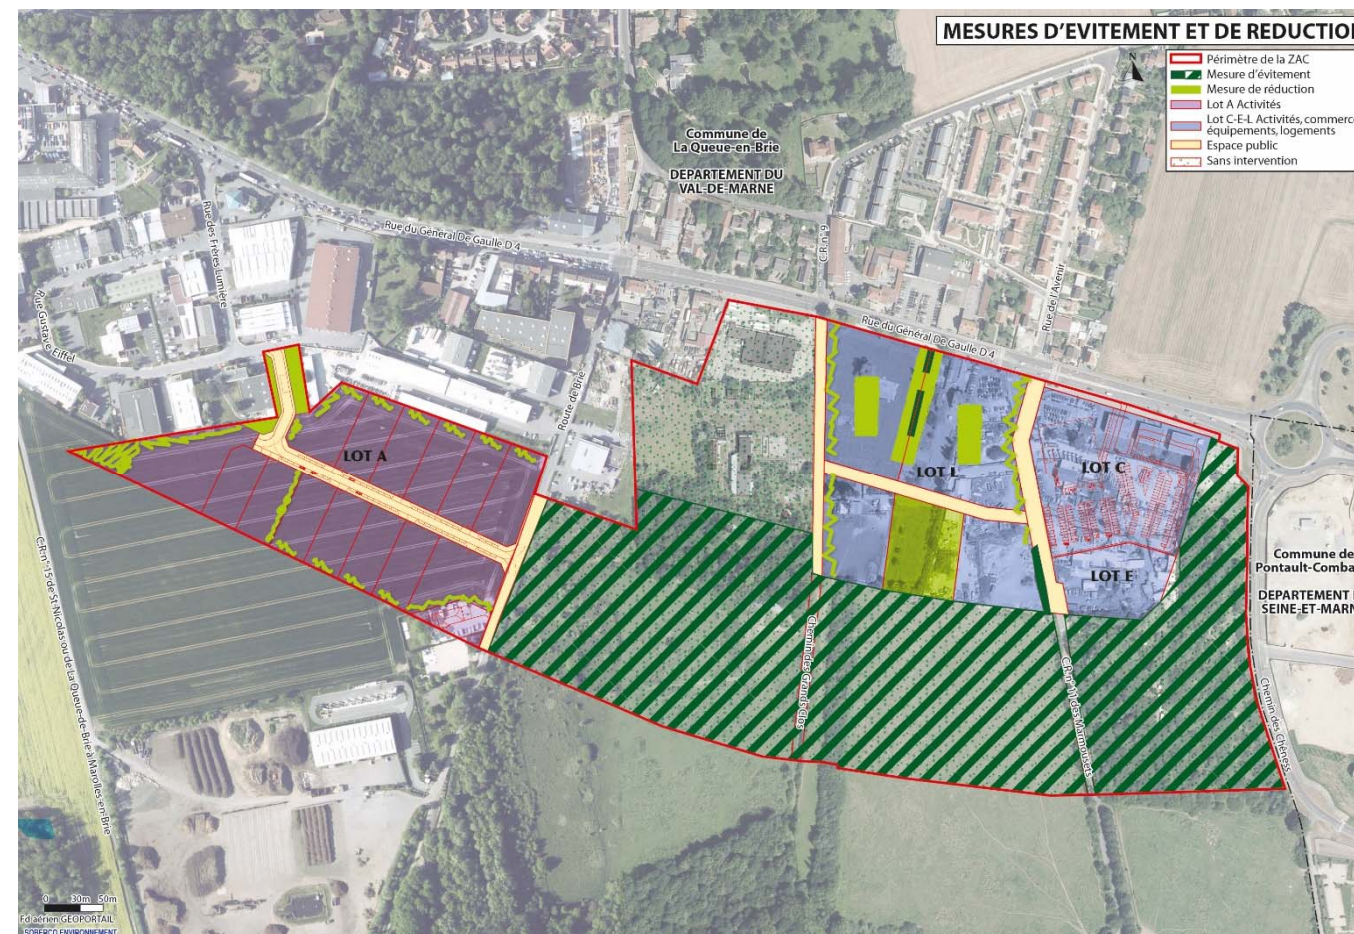 MESURES D'EVITEMENT ET DE REDUCTION
N
Périmètre de la ZAC
Mesure d'évitement
Mesure de réduction
Lot A Activités
Lot C-E-L Activités, commerce
équipements, logements
Espace public
Sans intervention
Commune de
La Queue-en-Brie
DEPARTEMENT DU
VAL-DE-MARNE
Rue des Frères Lumière
Rue du Général De Gaulle D 4
C.R. n° 9
Rue de l'Avenir
Rue Gustave Eiffel
Rue du Général De Gaulle D 4
Route de Brie
LOT A
LOT L
LOT C
LOT E
Commune de
Pontault-Comba
DEPARTEMENT
SEINE-ET-MARN
C.R. n° 15 de St Nicolas ou de La Queue-de-Brie à Marolles-en-Brie
Chemin des Grands Clos
C.R. n° 11 des Marmousets
Chemin des Chêness
0 30m 50m
Fd aérien GEOPORTAIL
SOBERCO ENVIRONNEMENT